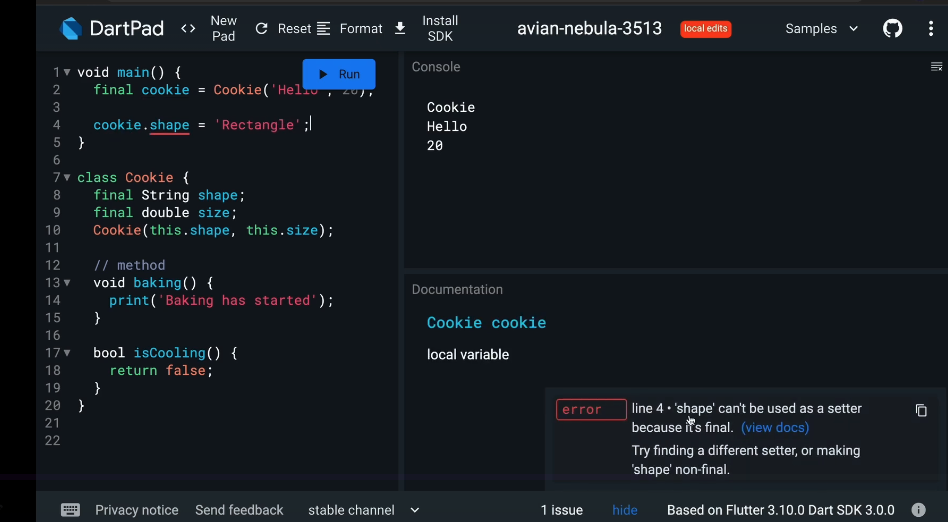 DartPad
<> New Pad
Reset
Format
Install SDK
avian-nebula-3513
local edits
Samples
1 void main() {
Run
2 final cookie = Cookie('Hello', 20);
3
4 cookie.shape = 'Rectangle';
5 }
6
7 class Cookie {
8 final String shape;
9 final double size;
10 Cookie(this.shape, this.size);
11
12 // method
13 void baking() {
14 print('Baking has started');
15 }
16
17 bool isCooling() {
18 return false;
19 }
20 }
21
22
Console
Cookie
Hello
20
Documentation
Cookie cookie
local variable
error
line 4 • 'shape' can't be used as a setter
because it's final. (view docs)
Try finding a different setter, or making
'shape' non-final.
Privacy notice
Send feedback
stable channel
1 issue
hide
Based on Flutter 3.10.0 Dart SDK 3.0.0